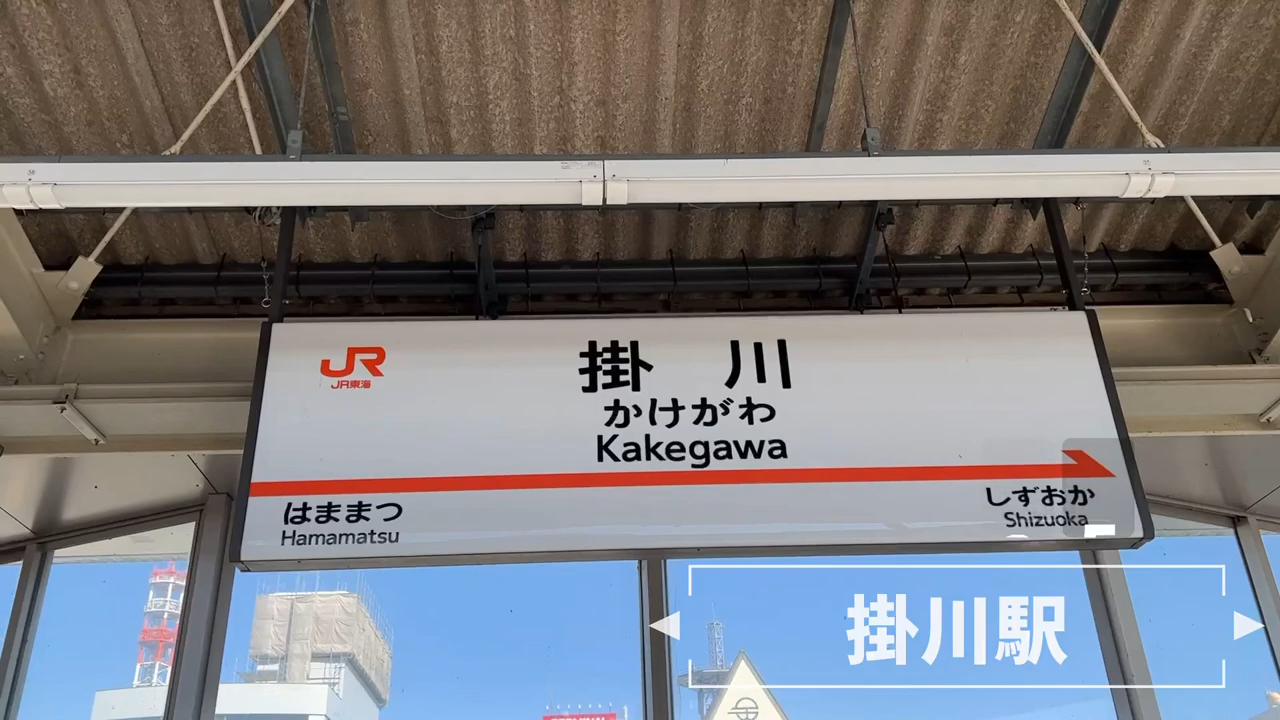 JR
JR東海
掛 川
かけがわ
Kakegawa
はままつ
Hamamatsu
しずおか
Shizuoka
掛川駅